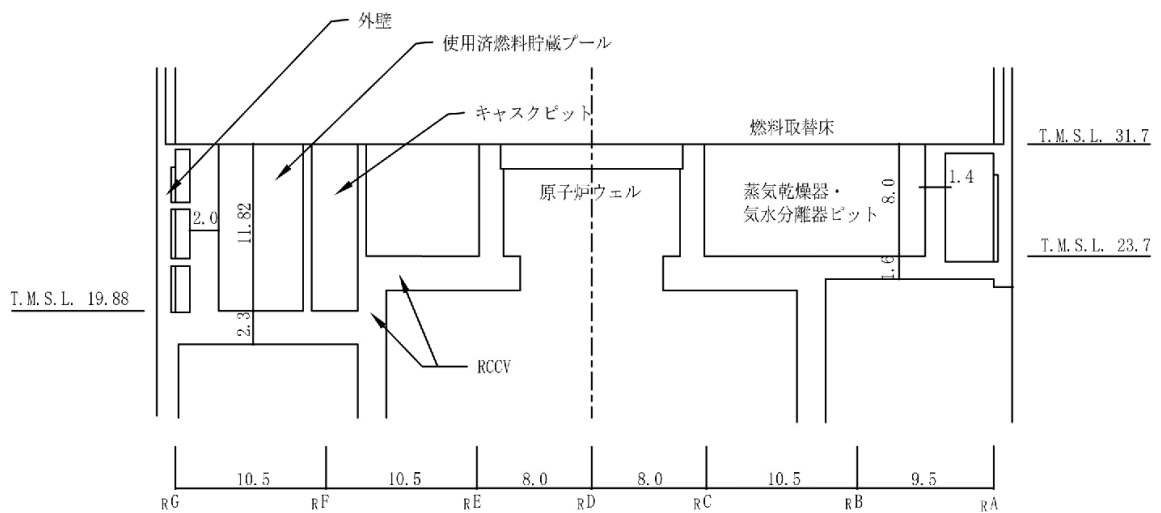 外壁
使用済燃料貯蔵プール
キャスクピット
燃料取替床
T.M.S.L. 31.7
原子炉ウェル
蒸気乾燥器・
気水分離器ピット
8.0
1.4
2.0
11.82
T.M.S.L. 23.7
1.6
T.M.S.L. 19.88
2.3
RCCV
10.5
10.5
8.0
8.0
10.5
9.5
RG
RF
RE
RD
RC
RB
RA